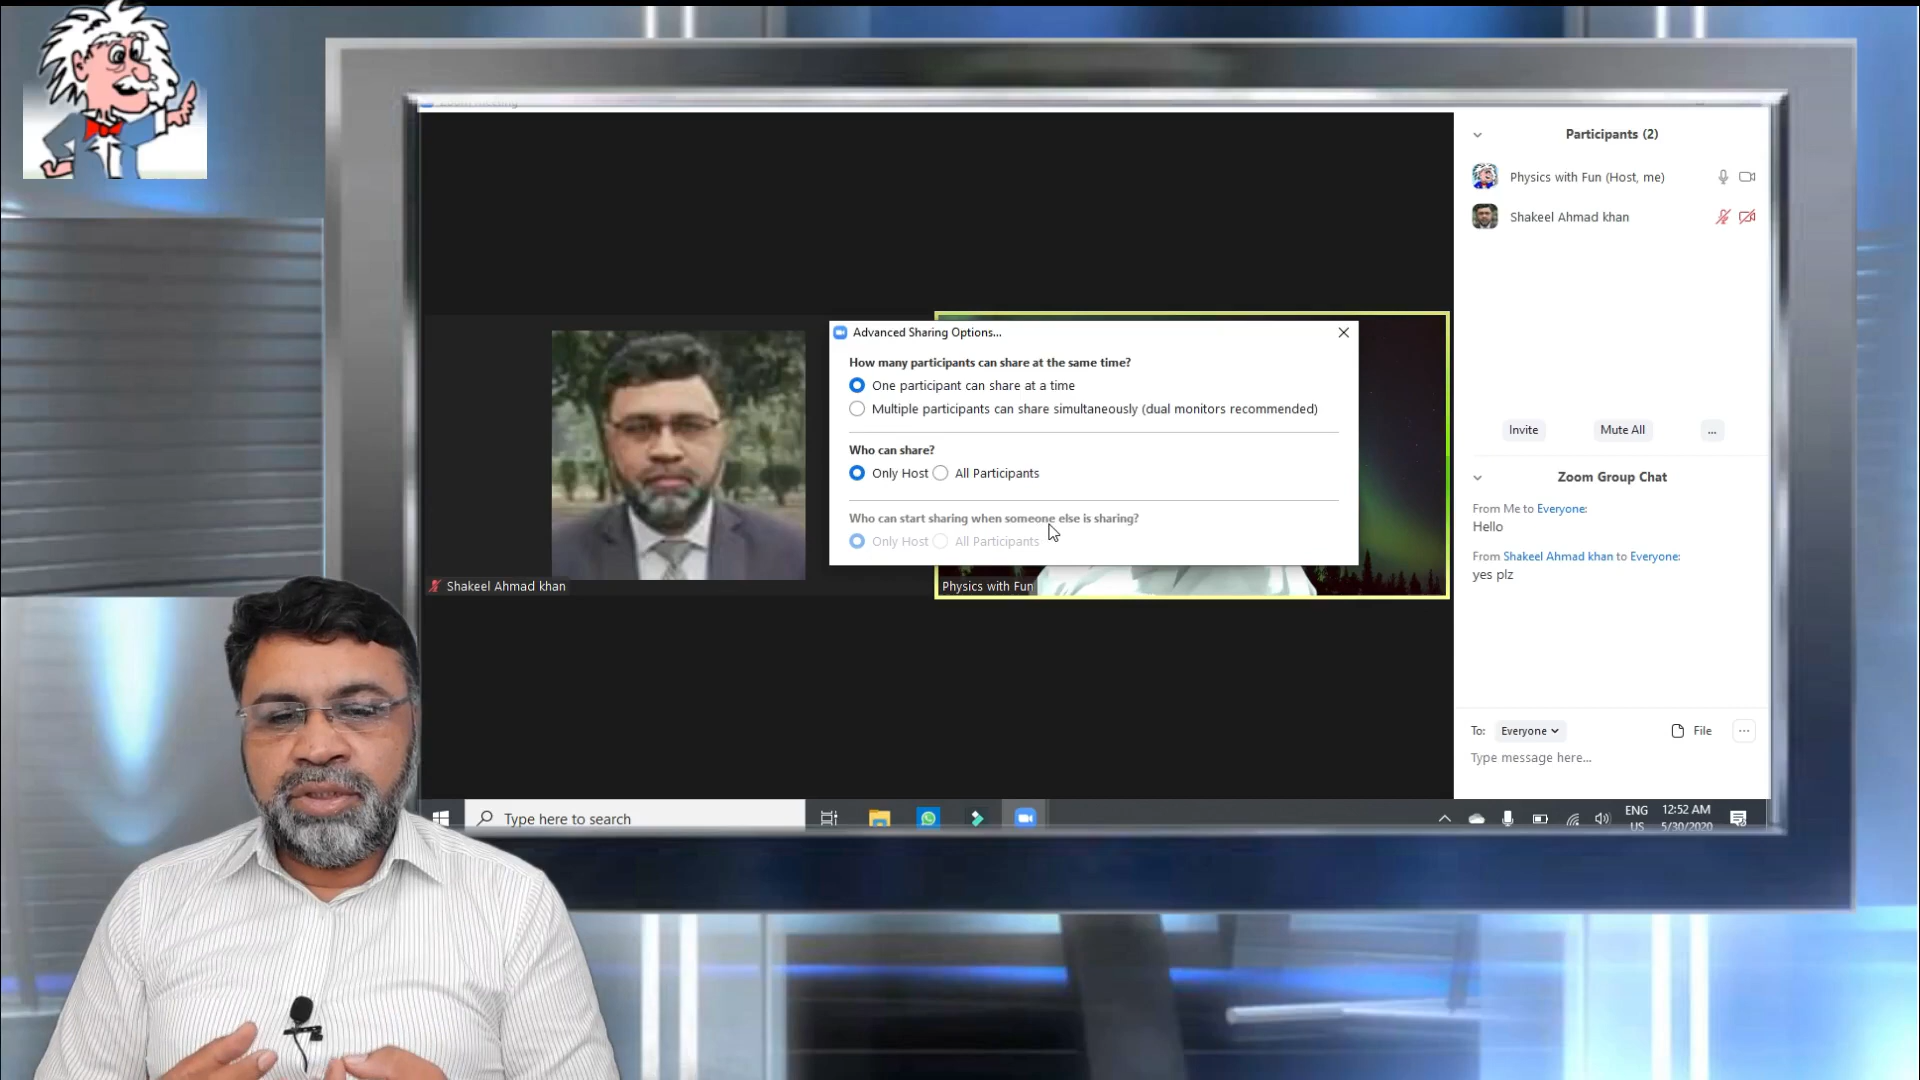 Participants (2)
Physics with Fun (Host, me)
Shakeel Ahmad khan
Advanced Sharing Options...
How many participants can share at the same time?
One participant can share at a time
Multiple participants can share simultaneously (dual monitors recommended)
Who can share?
Only Host All Participants
Who can start sharing when someone else is sharing?
Only Host All Participants
Shakeel Ahmad khan
Physics with Fun
Invite Mute All ...
Zoom Group Chat
From Me to Everyone:
Hello
From Shakeel Ahmad khan to Everyone:
yes plz
To: Everyone File ...
Type message here...
Type here to search
ENG
US
12:52 AM
5/30/2020